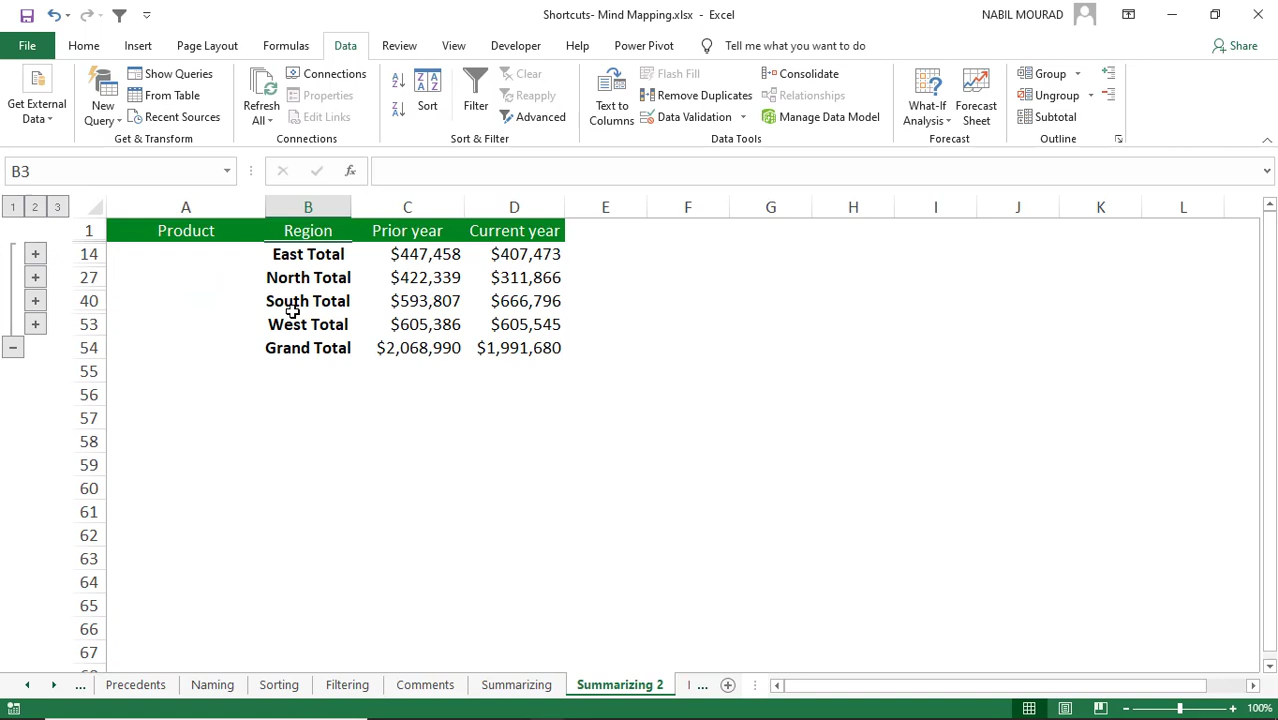 Shortcuts- Mind Mapping.xlsx - Excel
NABIL MOURAD
File Home Insert Page Layout Formulas Data Review View Developer Help Power Pivot Tell me what you want to do Share
Get External Data
New Query
Show Queries
From Table
Recent Sources
Get & Transform
Refresh All
Connections
Properties
Edit Links
Connections
Sort
Filter
Clear
Reapply
Advanced
Sort & Filter
Text to Columns
Flash Fill
Remove Duplicates
Data Validation
Consolidate
Relationships
Manage Data Model
Data Tools
What-If Analysis
Forecast Sheet
Forecast
Group
Ungroup
Subtotal
Outline
B3
fx
1 2 3
A B C D E F G H I J K L
1 Product Region Prior year Current year
14 East Total $447,458 $407,473
27 North Total $422,339 $311,866
40 South Total $593,807 $666,796
53 West Total $605,386 $605,545
54 Grand Total $2,068,990 $1,991,680
55
56
57
58
59
60
61
62
63
64
65
66
67
... Precedents Naming Sorting Filtering Comments Summarizing Summarizing 2 ...
100%